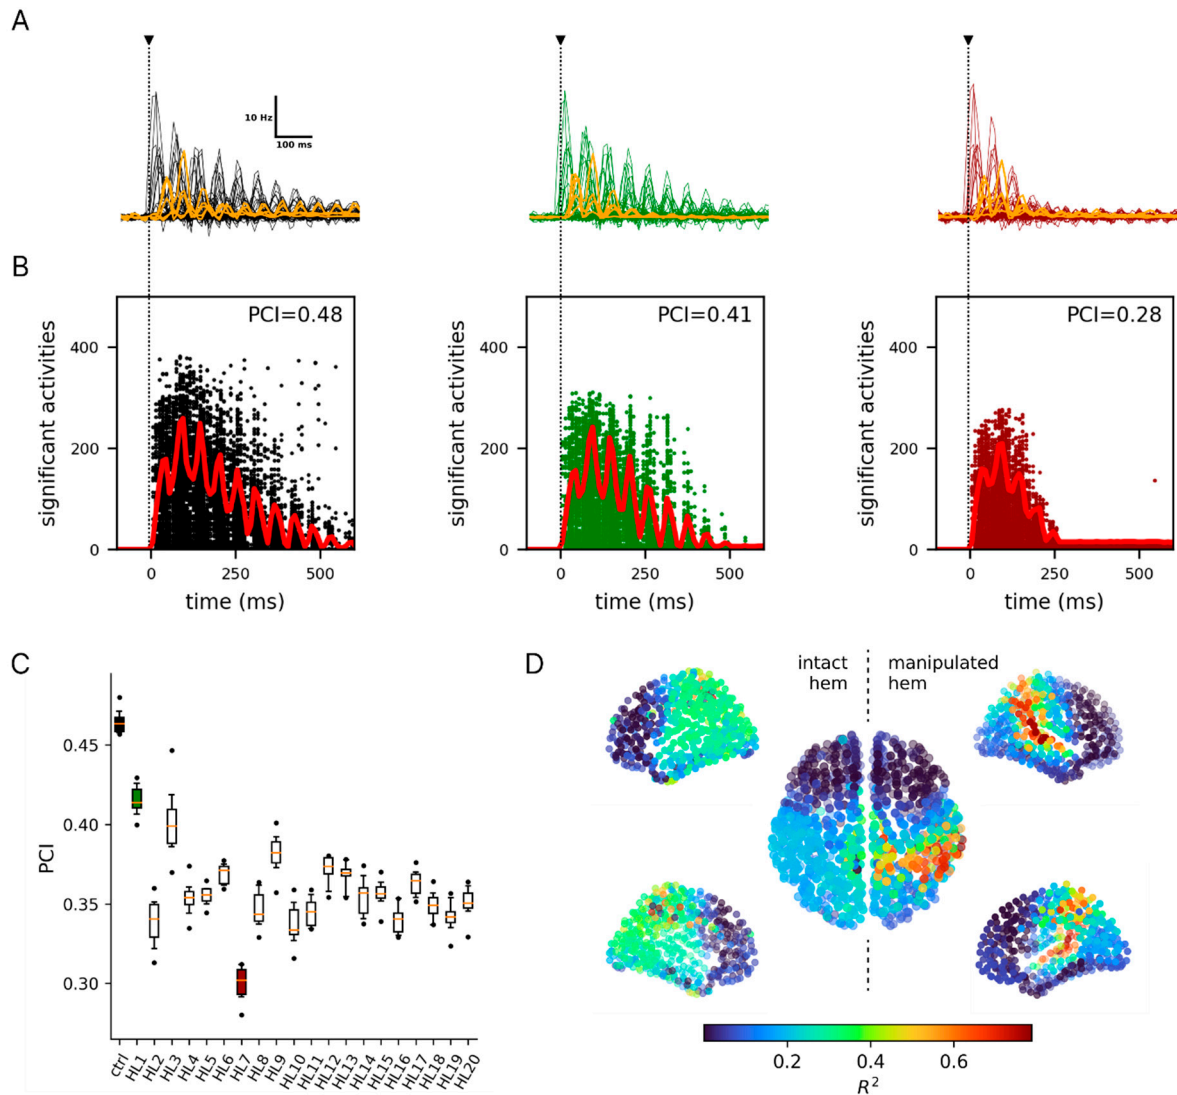 A
10 Hz
100 ms
B
PCI=0.48
PCI=0.41
PCI=0.28
significant activities
400
200
0
0
250
500
time (ms)
significant activities
400
200
0
0
250
500
time (ms)
significant activities
400
200
0
0
250
500
time (ms)
C
PCI
0.45
0.40
0.35
0.30
ctrl
HL1
HL2
HL3
HL4
HL5
HL6
HL7
HL8
HL9
HL10
HL11
HL12
HL13
HL14
HL15
HL16
HL17
HL18
HL19
HL20
D
intact
hem
manipulated
hem
0.2
0.4
0.6
R²